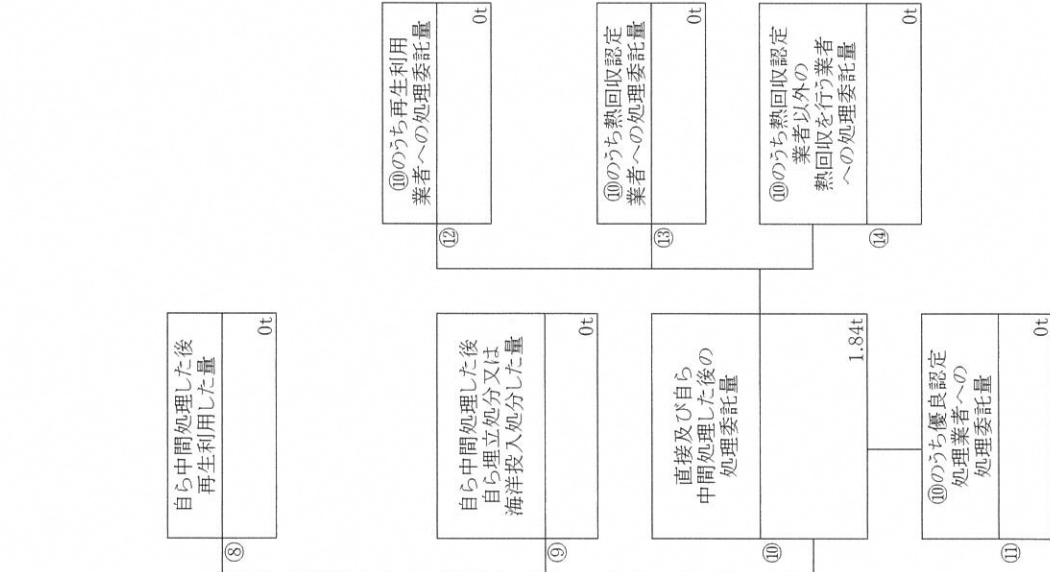 ⑧
自ら中間処理した後
再生利用した量
0t
⑨
自ら中間処理した後
自ら埋立処分又は
海洋投入処分した量
0t
⑩
直接及び自ら
中間処理した後の
処理委託量
1.84t
⑪
⑩のうち優良認定
処理業者への
処理委託量
0t
⑫
⑩のうち再生利用
業者への処理委託量
0t
⑬
⑩のうち熱回収認定
業者への処理委託量
0t
⑭
⑩のうち熱回収認定
業者以外の
熱回収を行う業者
への処理委託量
0t